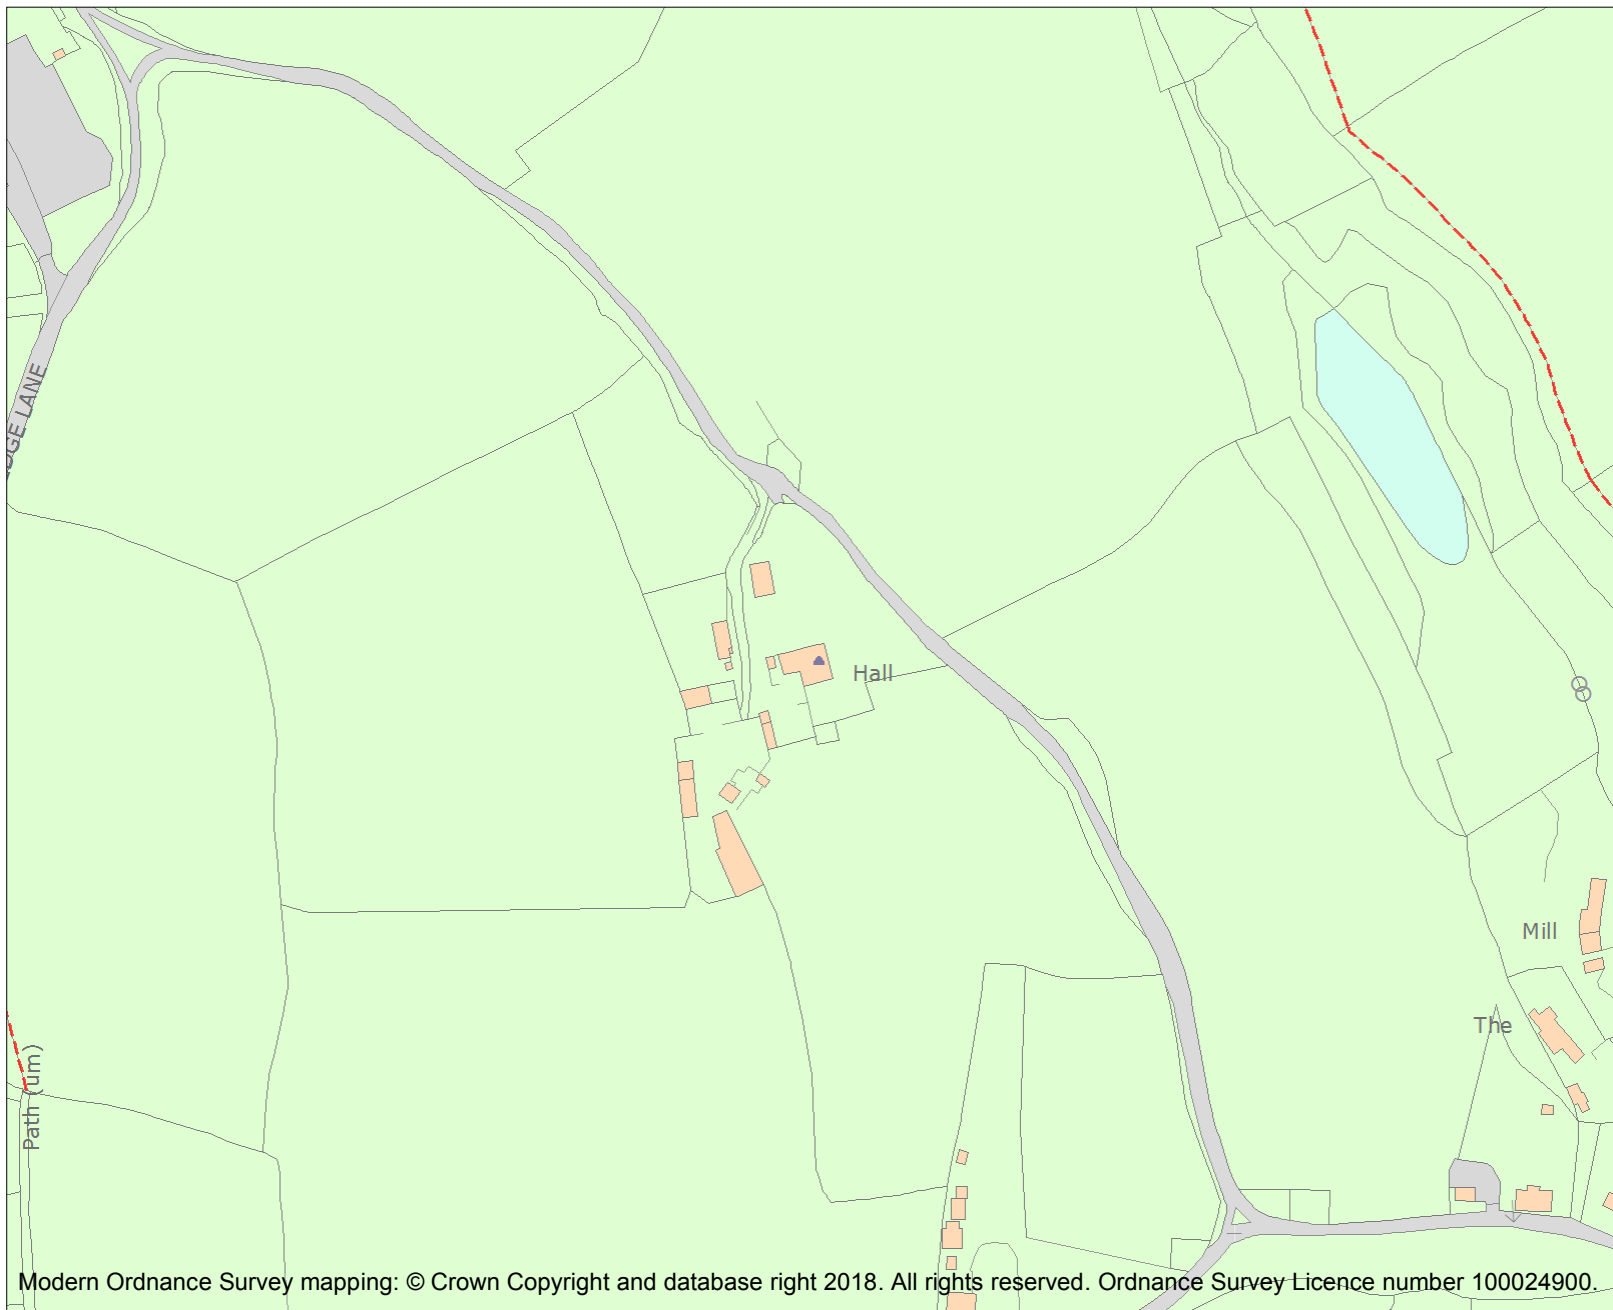 LANE
Hall
Mill
The
Path (um)
Modern Ordnance Survey mapping: © Crown Copyright and database right 2018. All rights reserved. Ordnance Survey Licence number 100024900.